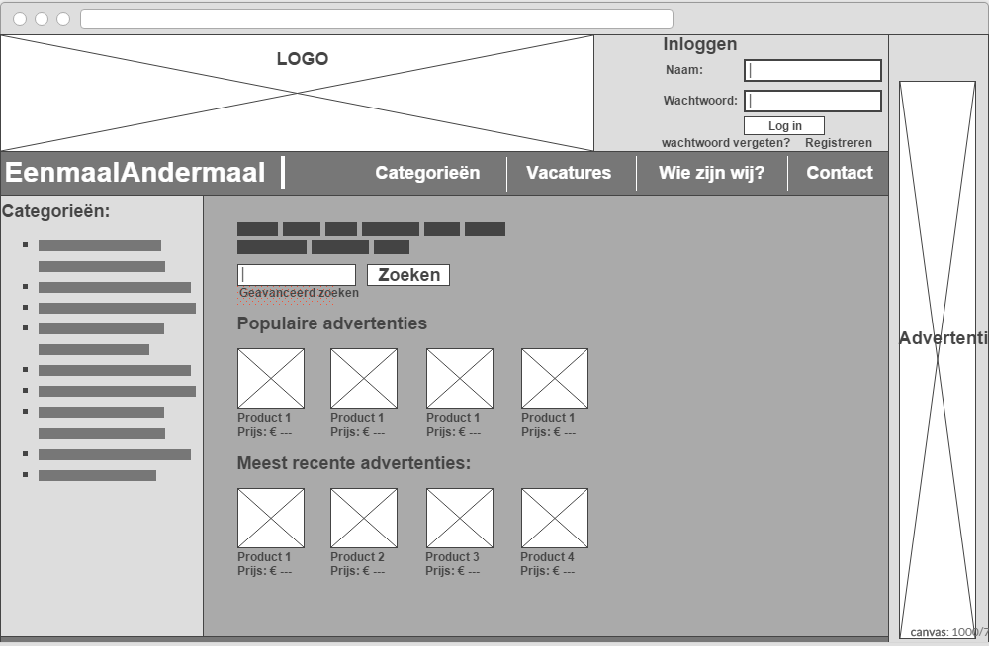 LOGO
Inloggen
Naam:
Wachtwoord:
Log in
wachtwoord vergeten? Registreren
EenmaalAndermaal
Categorieën Vacatures Wie zijn wij? Contact
Categorieën:
Zoeken
Geavanceerd zoeken
Populaire advertenties
Product 1 Product 1 Product 1 Product 1
Prijs: € --- Prijs: € --- Prijs: € --- Prijs: € ---
Meest recente advertenties:
Product 1 Product 2 Product 3 Product 4
Prijs: € --- Prijs: € --- Prijs: € --- Prijs: € ---
Advertenti
canvas: 1000/7